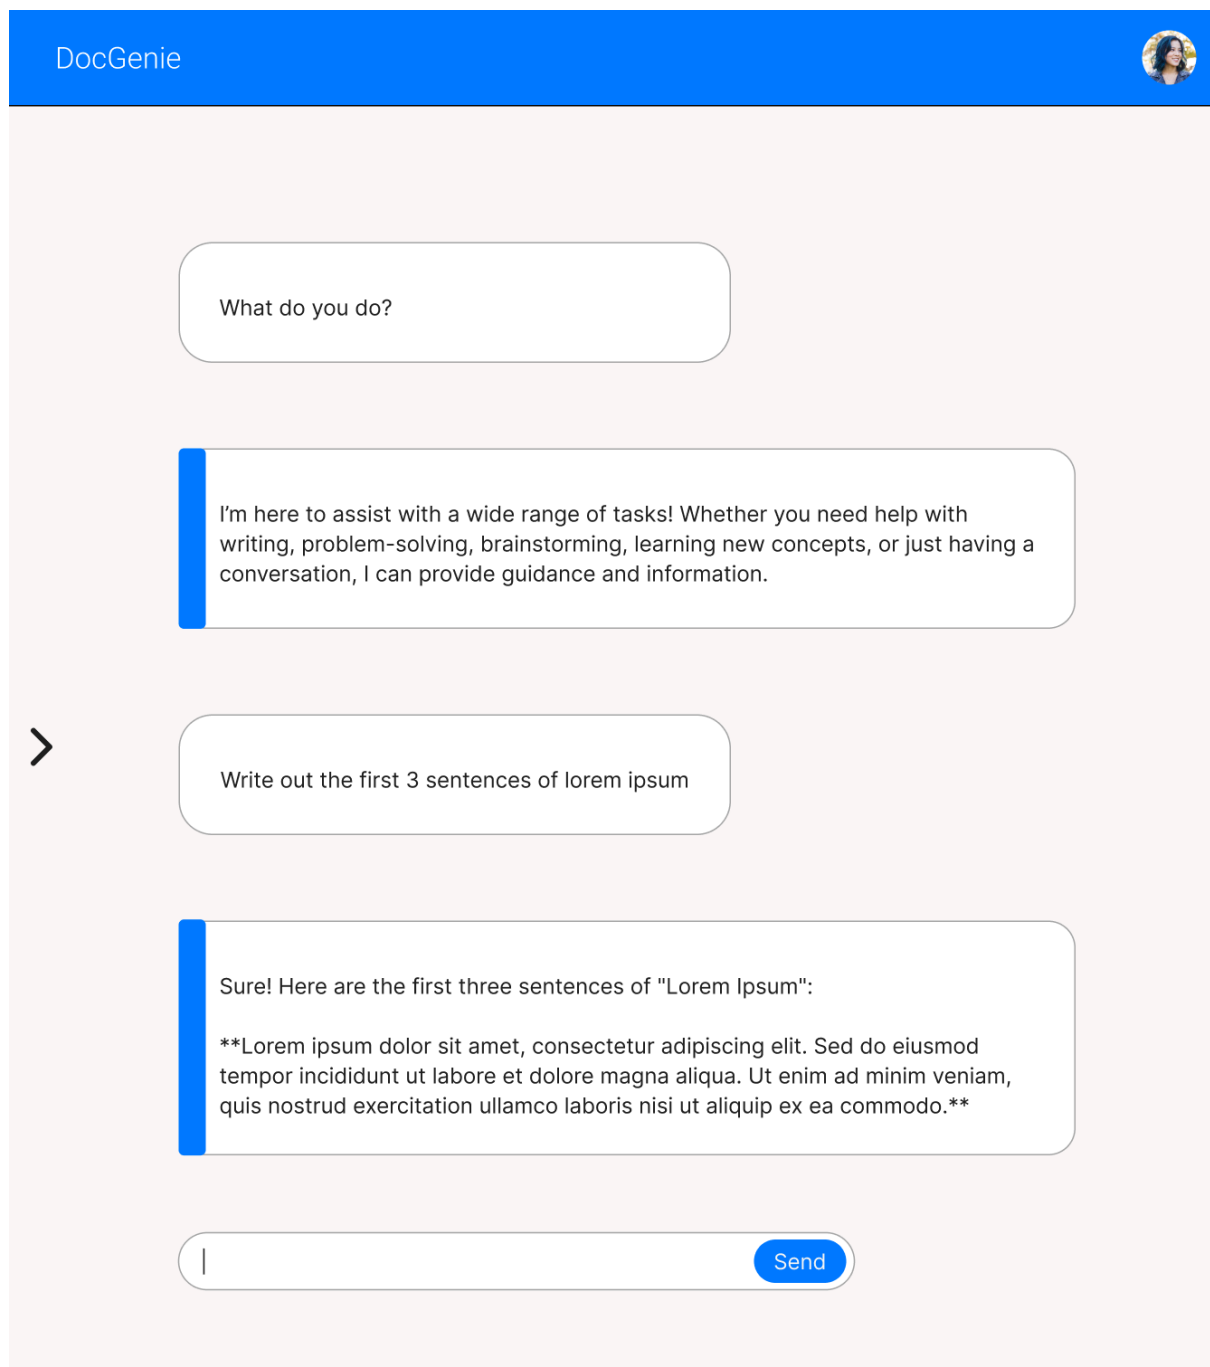 DocGenie
What do you do?
I’m here to assist with a wide range of tasks! Whether you need help with
writing, problem-solving, brainstorming, learning new concepts, or just having a
conversation, I can provide guidance and information.
Write out the first 3 sentences of lorem ipsum
Sure! Here are the first three sentences of "Lorem Ipsum":
**Lorem ipsum dolor sit amet, consectetur adipiscing elit. Sed do eiusmod
tempor incididunt ut labore et dolore magna aliqua. Ut enim ad minim veniam,
quis nostrud exercitation ullamco laboris nisi ut aliquip ex ea commodo.**
Send